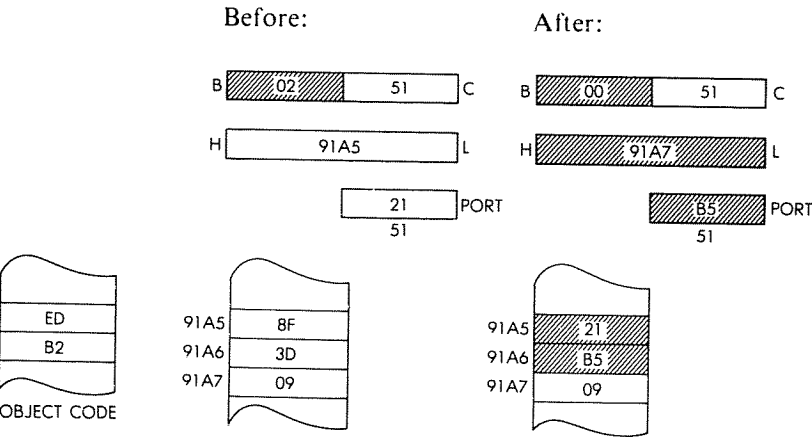 Before: After:
B 02 51 C B 00 51 C
H 91A5 L H 91A7 L
21 PORT B5 PORT
51 51
ED 91A5 8F 91A5 21
B2 91A6 3D 91A6 B5
91A7 09 91A7 09
OBJECT CODE